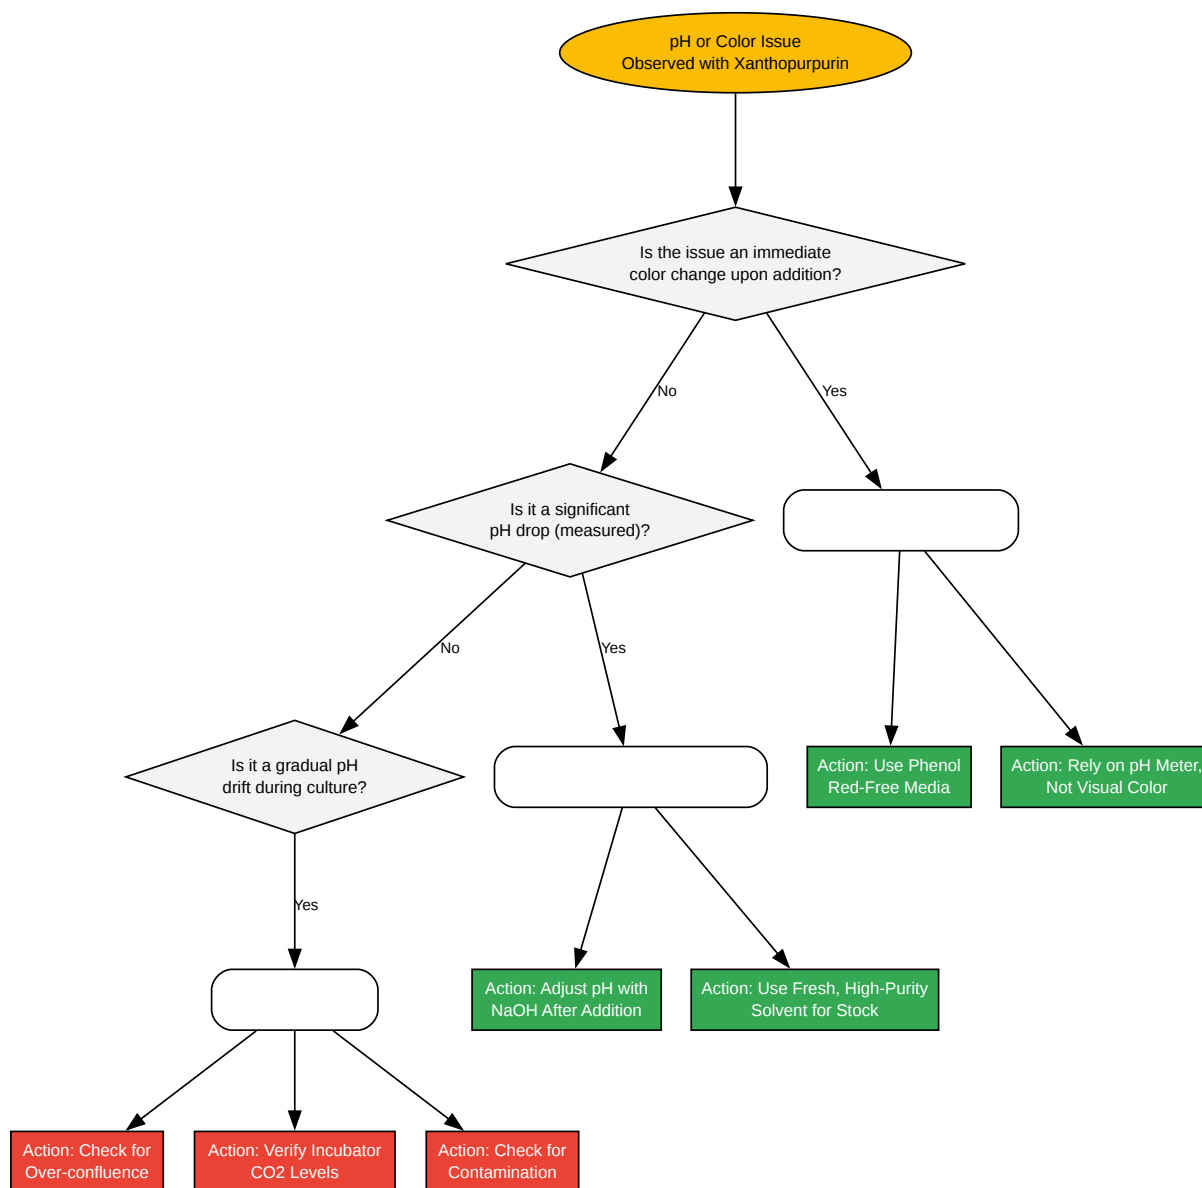 pH or Color Issue
Observed with Xanthopurpurin
Is the issue an immediate
color change upon addition?
No
Yes
Is it a significant
pH drop (measured)?
No
Yes
Is it a gradual pH
drift during culture?
Action: Use Phenol
Red-Free Media
Action: Rely on pH Meter,
Not Visual Color
Yes
Action: Adjust pH with
NaOH After Addition
Action: Use Fresh, High-Purity
Solvent for Stock
Action: Check for
Over-confluence
Action: Verify Incubator
CO2 Levels
Action: Check for
Contamination